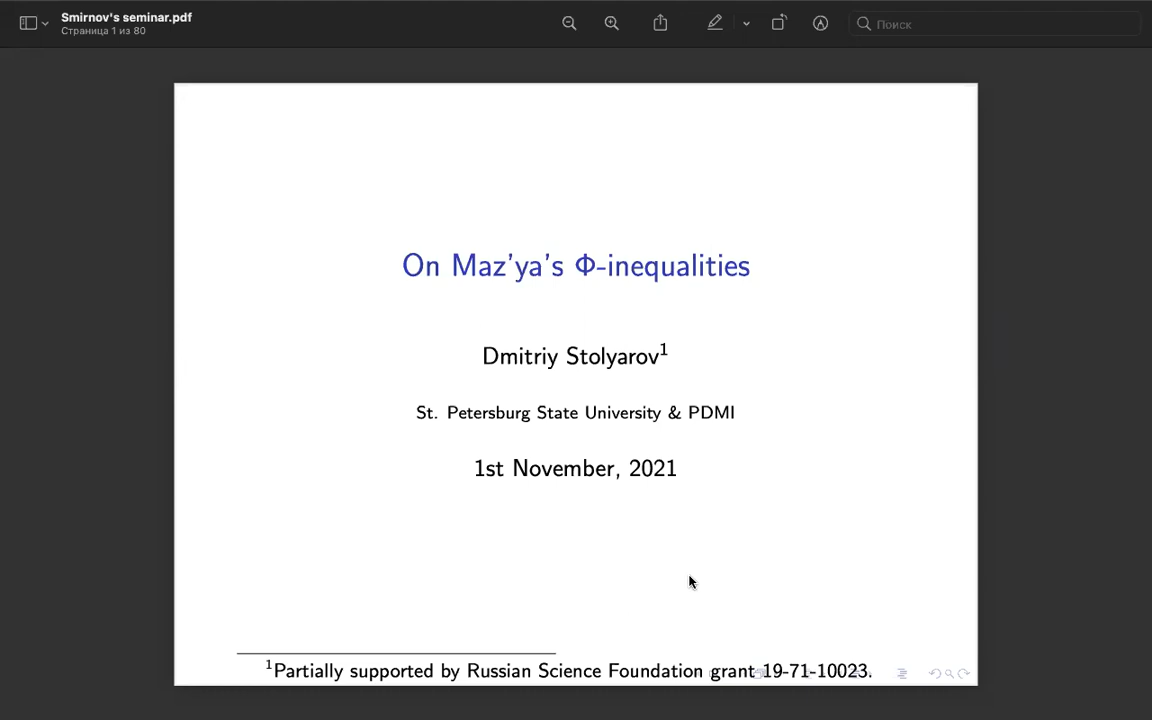 Smirnov's seminar.pdf
Страница 1 из 80
Поиск
On Maz'ya's Φ-inequalities
Dmitriy Stolyarov¹
St. Petersburg State University & PDMI
1st November, 2021
¹Partially supported by Russian Science Foundation grant 19-71-10023.